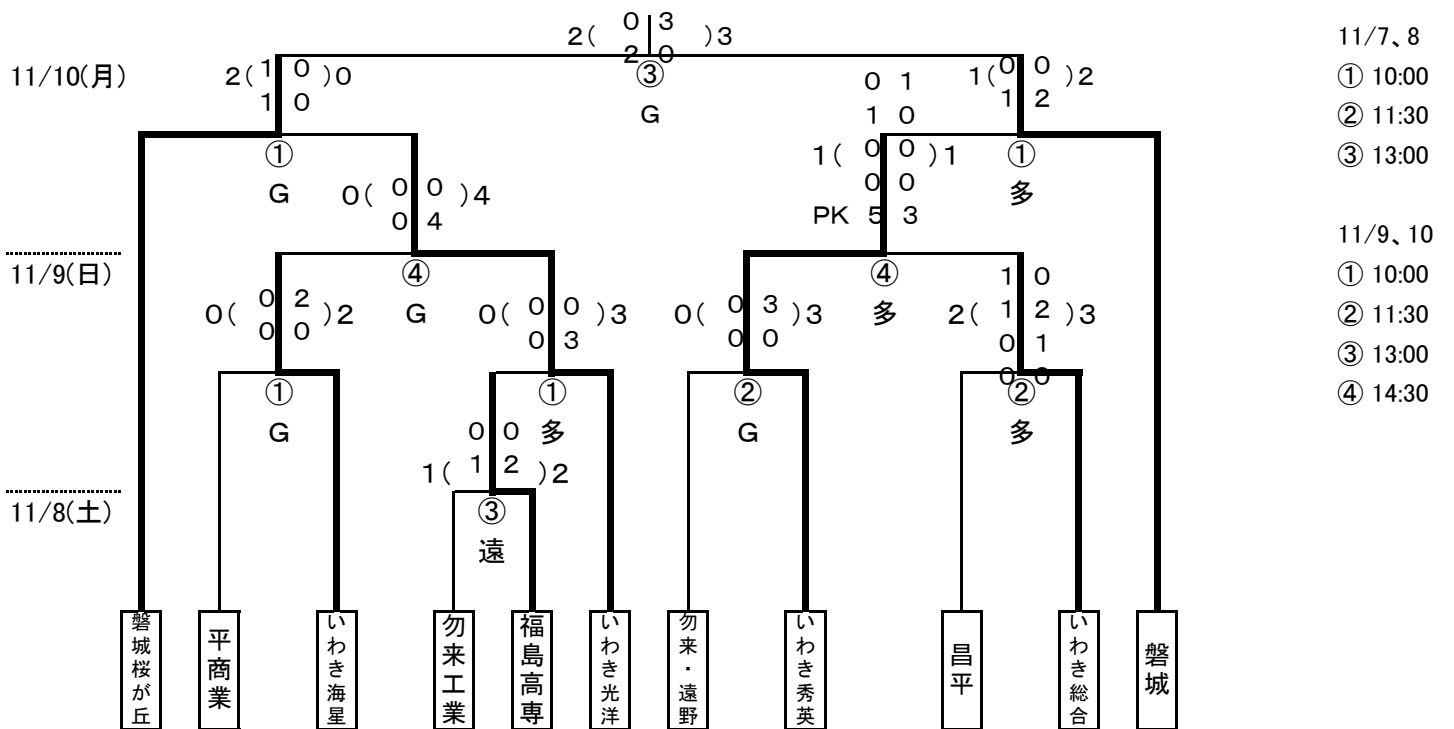 0 3
2( )3
2 0
③
G
11/7、8
① 10:00
② 11:30
③ 13:00
11/10(月)
1 0
2( )0
1 0
①
G
0 1
1 0
1( 0 0 )1
0 0
PK 5 3
0 0
1( )2
1 2
①
多
0 0
0( )4
0 4
④
G
④
多
11/9、10
① 10:00
② 11:30
③ 13:00
④ 14:30
11/9(日)
0 2
0( )2
0 0
①
G
0 0
0( )3
0 3
①
多
0 3
0( )3
0 0
②
G
1 0
2( 1 2 )3
0 1
0 0
②
多
11/8(土)
0 0
1( 1 2 )2
③
遠
磐城桜が丘
平商業
いわき海星
勿来工業
福島高専
いわき光洋
勿来・遠野
いわき秀英
昌平
いわき総合
磐城